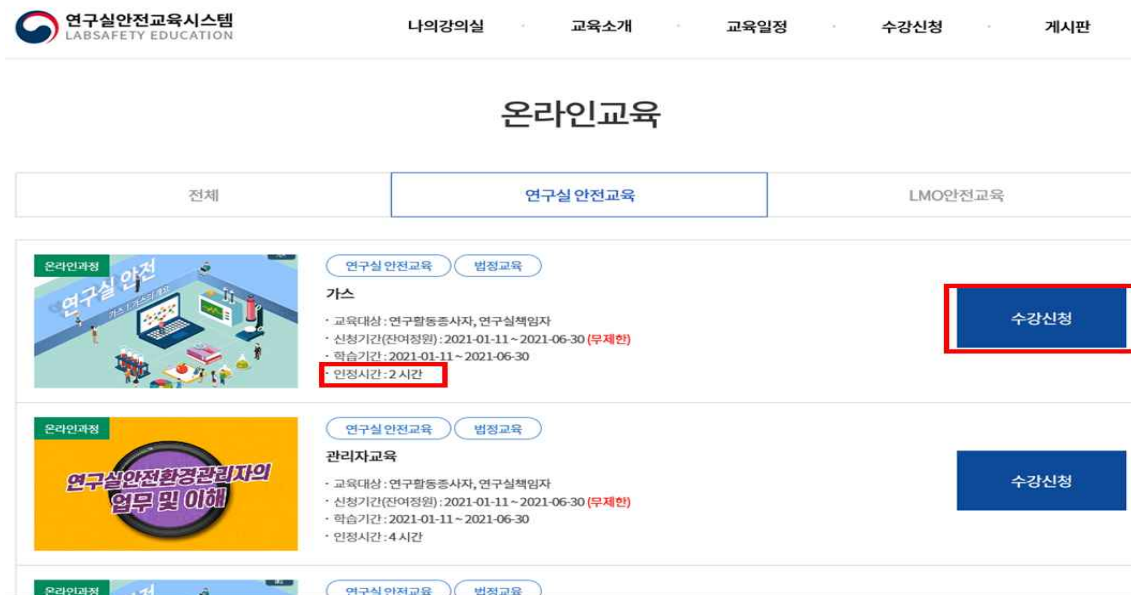 연구실안전교육시스템
LABSAFETY EDUCATION
나의강의실 · 교육소개 · 교육일정 · 수강신청 · 게시판
온라인교육
전체
연구실 안전교육
LMO안전교육
온라인과정
연구실 안전
연구실 안전교육
법정교육
가스
· 교육대상 : 연구활동종사자, 연구실책임자
· 신청기간(잔여정원) : 2021-01-11 ~ 2021-06-30 (무제한)
· 학습기간 : 2021-01-11 ~ 2021-06-30
· 인정시간 : 2 시간
수강신청
온라인과정
연구실안전환경관리자의
업무 및 이해
연구실 안전교육
법정교육
관리자교육
· 교육대상 : 연구활동종사자, 연구실책임자
· 신청기간(잔여정원) : 2021-01-11 ~ 2021-06-30 (무제한)
· 학습기간 : 2021-01-11 ~ 2021-06-30
· 인정시간 : 4 시간
수강신청
온라인과정
연구실 안전교육
법정교육